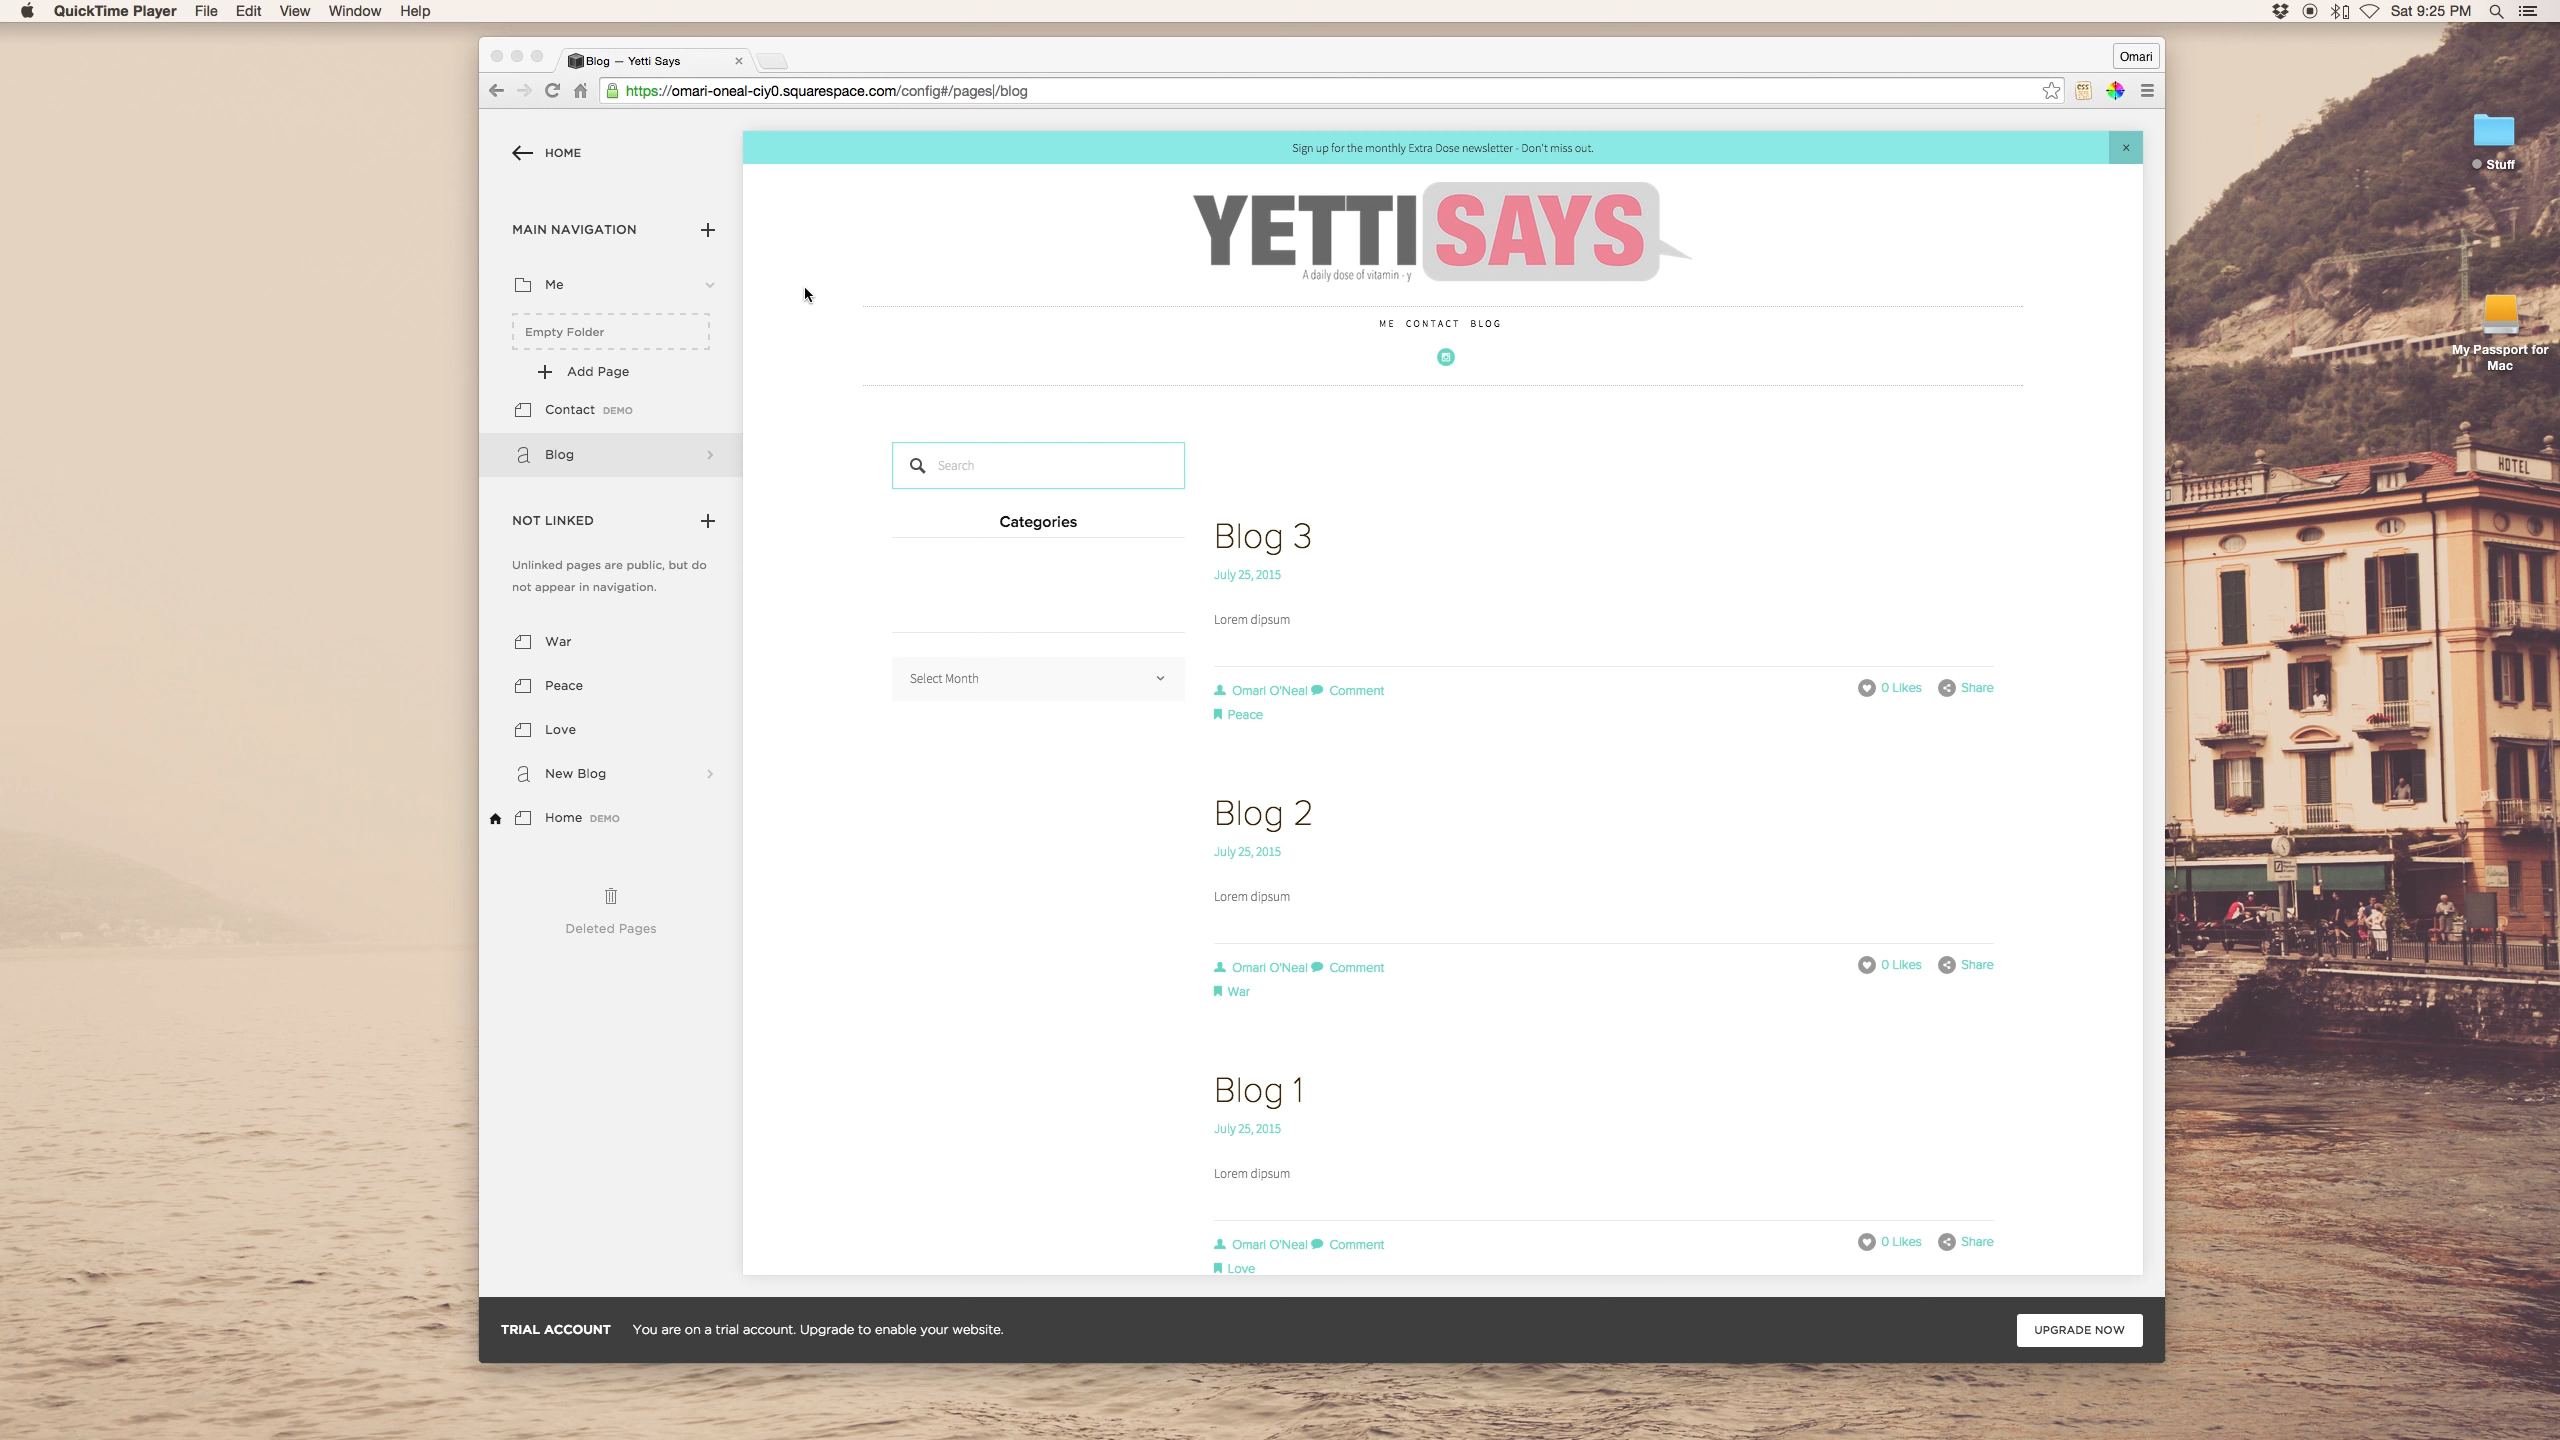 QuickTime Player File Edit View Window Help
Sat 9:25 PM
Blog — Yetti Says
Omari
https://omari-oneal-ciy0.squarespace.com/config#/pages/blog
Stuff
My Passport for
Mac
HOTEL
HOME
MAIN NAVIGATION
Me
Empty Folder
Add Page
Contact DEMO
Blog
NOT LINKED
Unlinked pages are public, but do
not appear in navigation.
War
Peace
Love
New Blog
Home DEMO
Deleted Pages
Sign up for the monthly Extra Dose newsletter - Don't miss out.
YETTI SAYS
A daily dose of vitamin - y
ME CONTACT BLOG
Search
Categories
Select Month
Blog 3
July 25, 2015
Lorem dipsum
Omari O'Neal Comment
0 Likes Share
Peace
Blog 2
July 25, 2015
Lorem dipsum
Omari O'Neal Comment
0 Likes Share
War
Blog 1
July 25, 2015
Lorem dipsum
Omari O'Neal Comment
0 Likes Share
Love
TRIAL ACCOUNT You are on a trial account. Upgrade to enable your website.
UPGRADE NOW